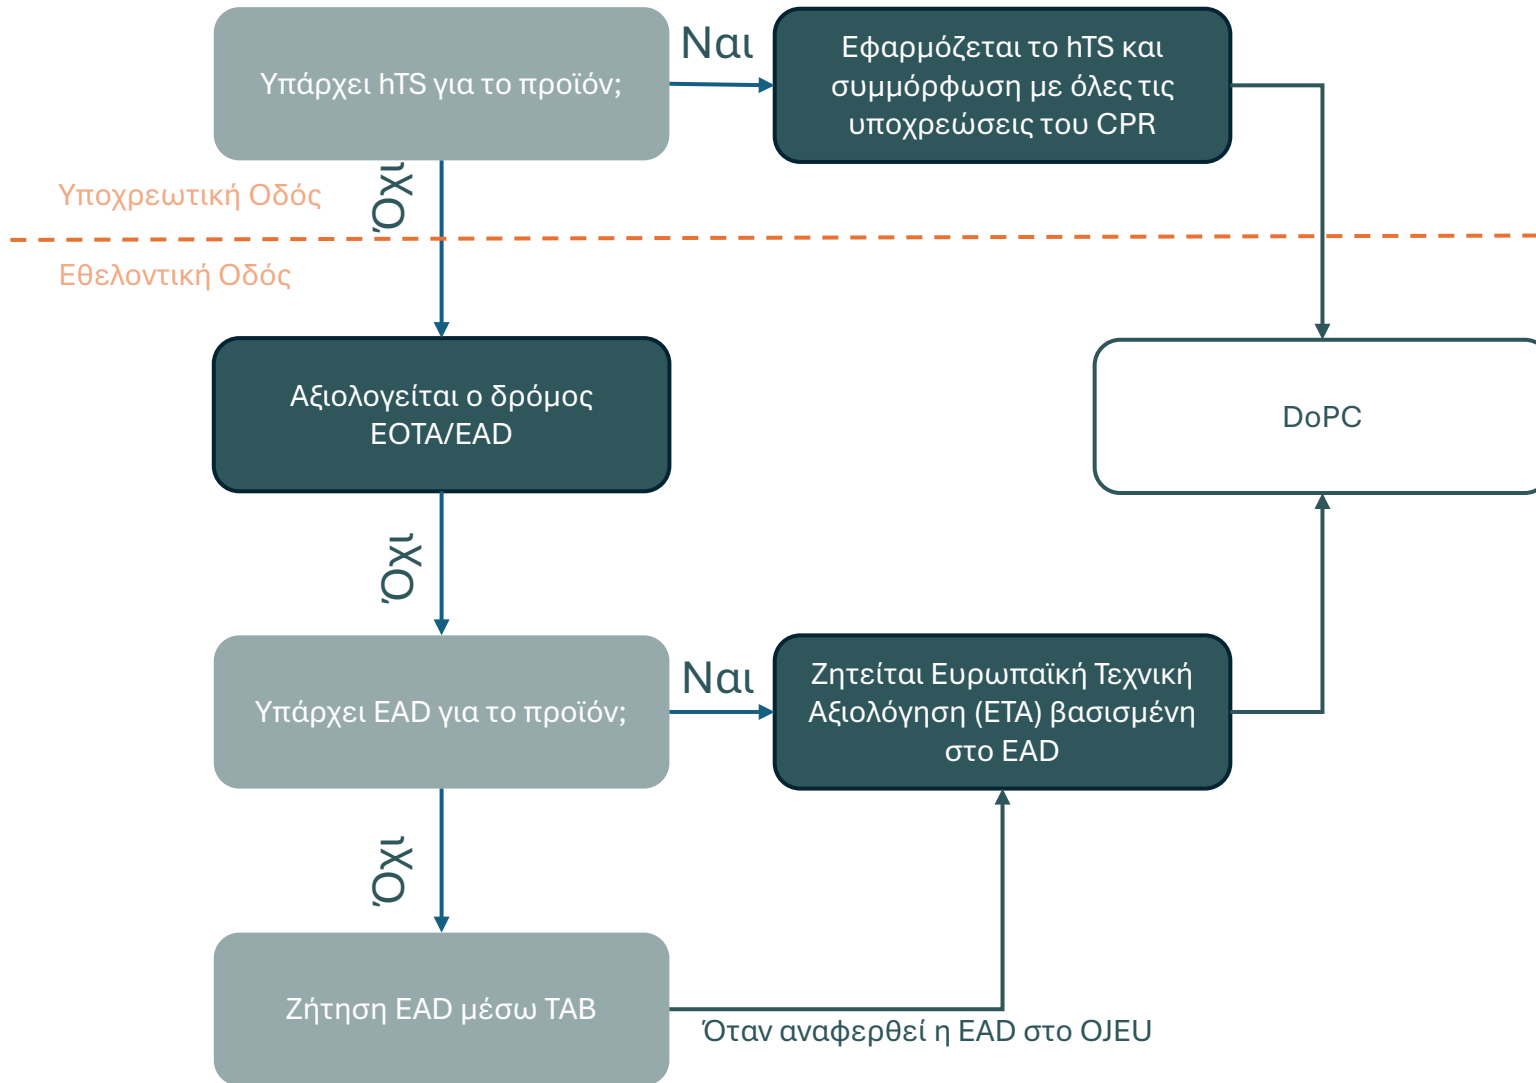 Υπάρχει hTS για το προϊόν;
Ναι
Εφαρμόζεται το hTS και
συμμόρφωση με όλες τις
υποχρεώσεις του CPR
Όχι
Υποχρεωτική Οδός
Εθελοντική Οδός
Αξιολογείται ο δρόμος
EOTA/EAD
DoPC
Όχι
Υπάρχει EAD για το προϊόν;
Ναι
Ζητείται Ευρωπαϊκή Τεχνική
Αξιολόγηση (ETA) βασισμένη
στο EAD
Όχι
Ζήτηση EAD μέσω TAB
Όταν αναφερθεί η EAD στο OJEU